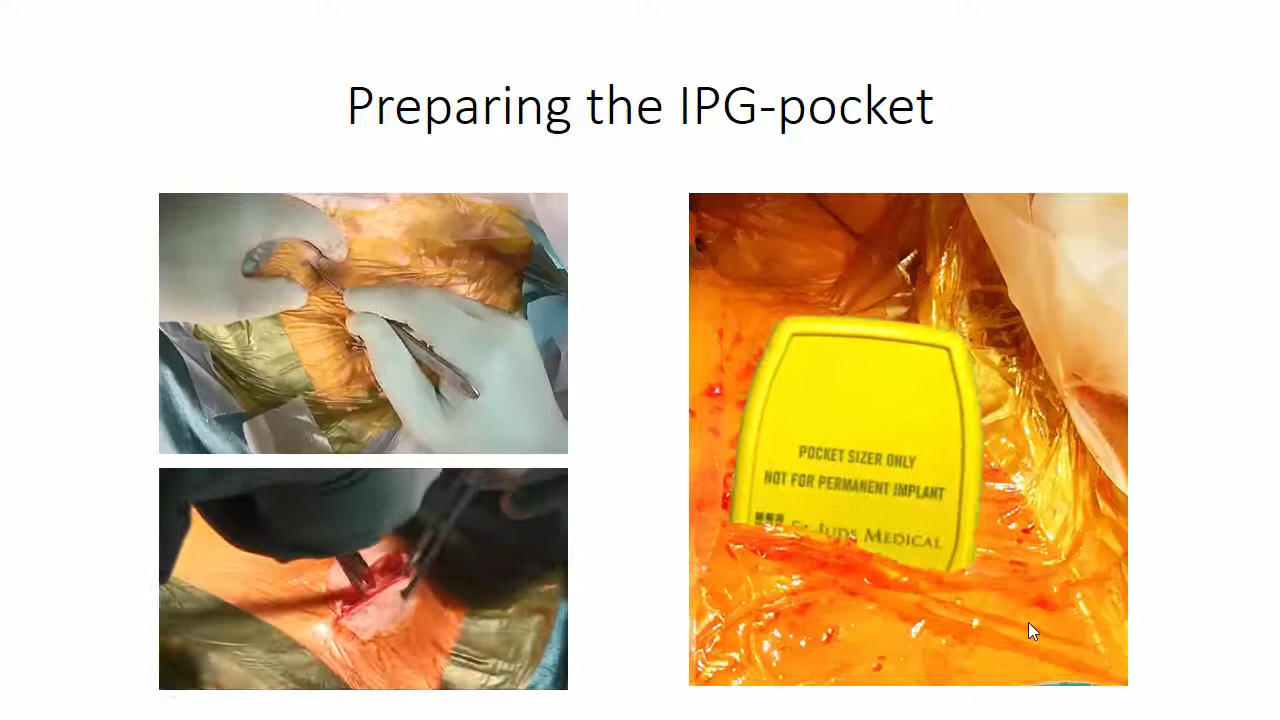 Preparing the IPG-pocket
POCKET SIZER ONLY
NOT FOR PERMANENT IMPLANT
St. Jude Medical